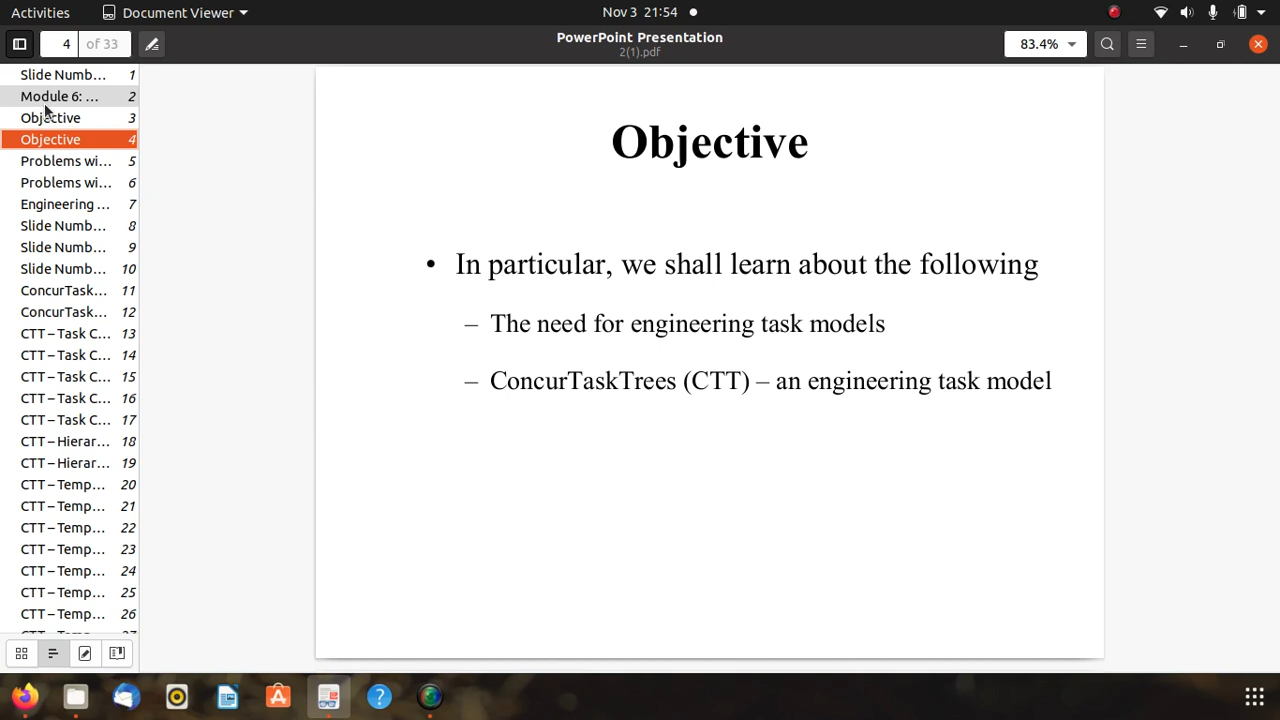 Activities
Document Viewer
Nov 3 21:54
4
of 33
PowerPoint Presentation
2(1).pdf
83.4%
Slide Numb... 1
Module 6: ... 2
Objective 3
Objective 4
Problems wi... 5
Problems wi... 6
Engineering ... 7
Slide Numb... 8
Slide Numb... 9
Slide Numb... 10
ConcurTask... 11
ConcurTask... 12
CTT – Task C... 13
CTT – Task C... 14
CTT – Task C... 15
CTT – Task C... 16
CTT – Task C... 17
CTT – Hierar... 18
CTT – Hierar... 19
CTT – Temp... 20
CTT – Temp... 21
CTT – Temp... 22
CTT – Temp... 23
CTT – Temp... 24
CTT – Temp... 25
CTT – Temp... 26
Objective
• In particular, we shall learn about the following
– The need for engineering task models
– ConcurTaskTrees (CTT) – an engineering task model